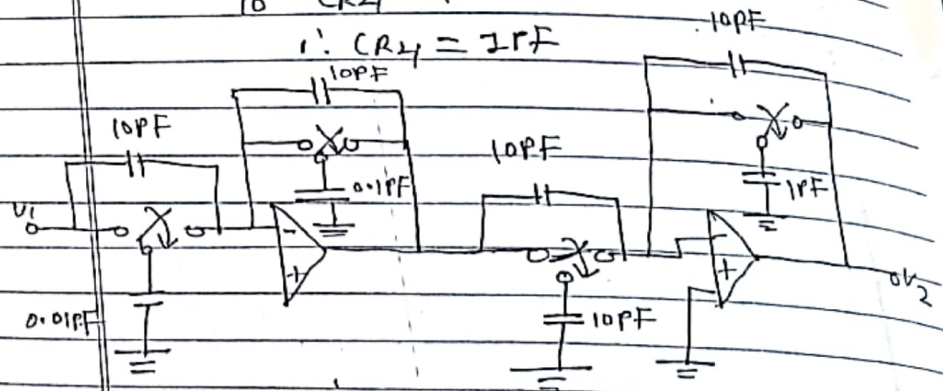 ∴ CR4 = 1PF
10PF
10PF
10PF
10PF
0.1PF
1PF
V1
-
+
-
+
0.01PF
10PF
V2